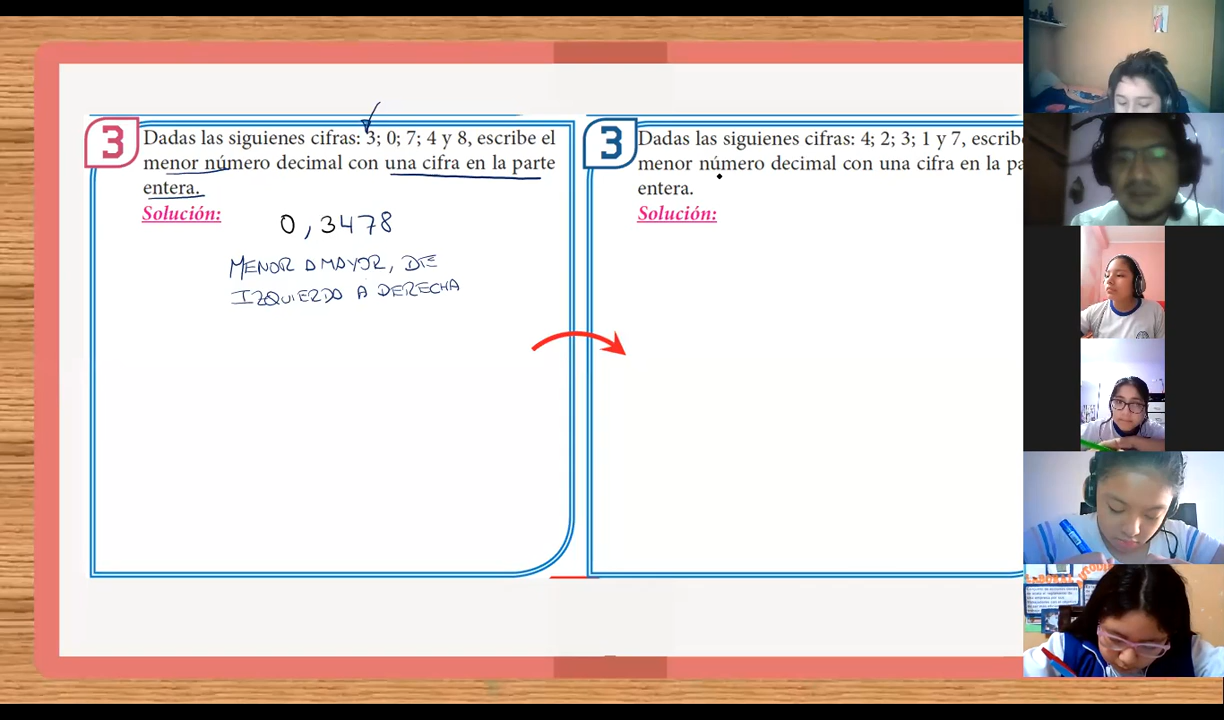 3
Dadas las siguienes cifras: 3; 0; 7; 4 y 8, escribe el
menor número decimal con una cifra en la parte
entera.
Solución:
0,3478
MENOR A MAYOR, DE
IZQUIERDO A DERECHA
3
Dadas las siguienes cifras: 4; 2; 3; 1 y 7, escrib
menor número decimal con una cifra en la pa
entera.
Solución: